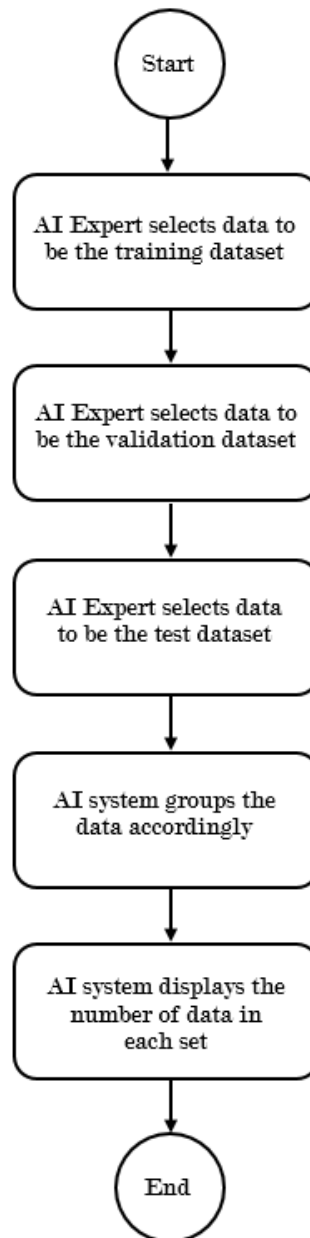 Start
AI Expert selects data to
be the training dataset
AI Expert selects data to
be the validation dataset
AI Expert selects data
to be the test dataset
AI system groups the
data accordingly
AI system displays the
number of data in
each set
End